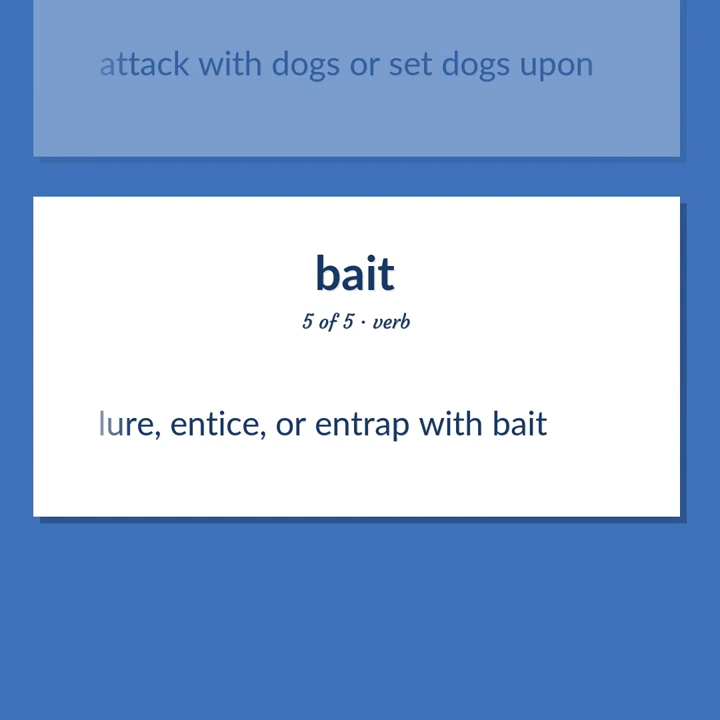 attack with dogs or set dogs upon
bait
5 of 5 · verb
lure, entice, or entrap with bait